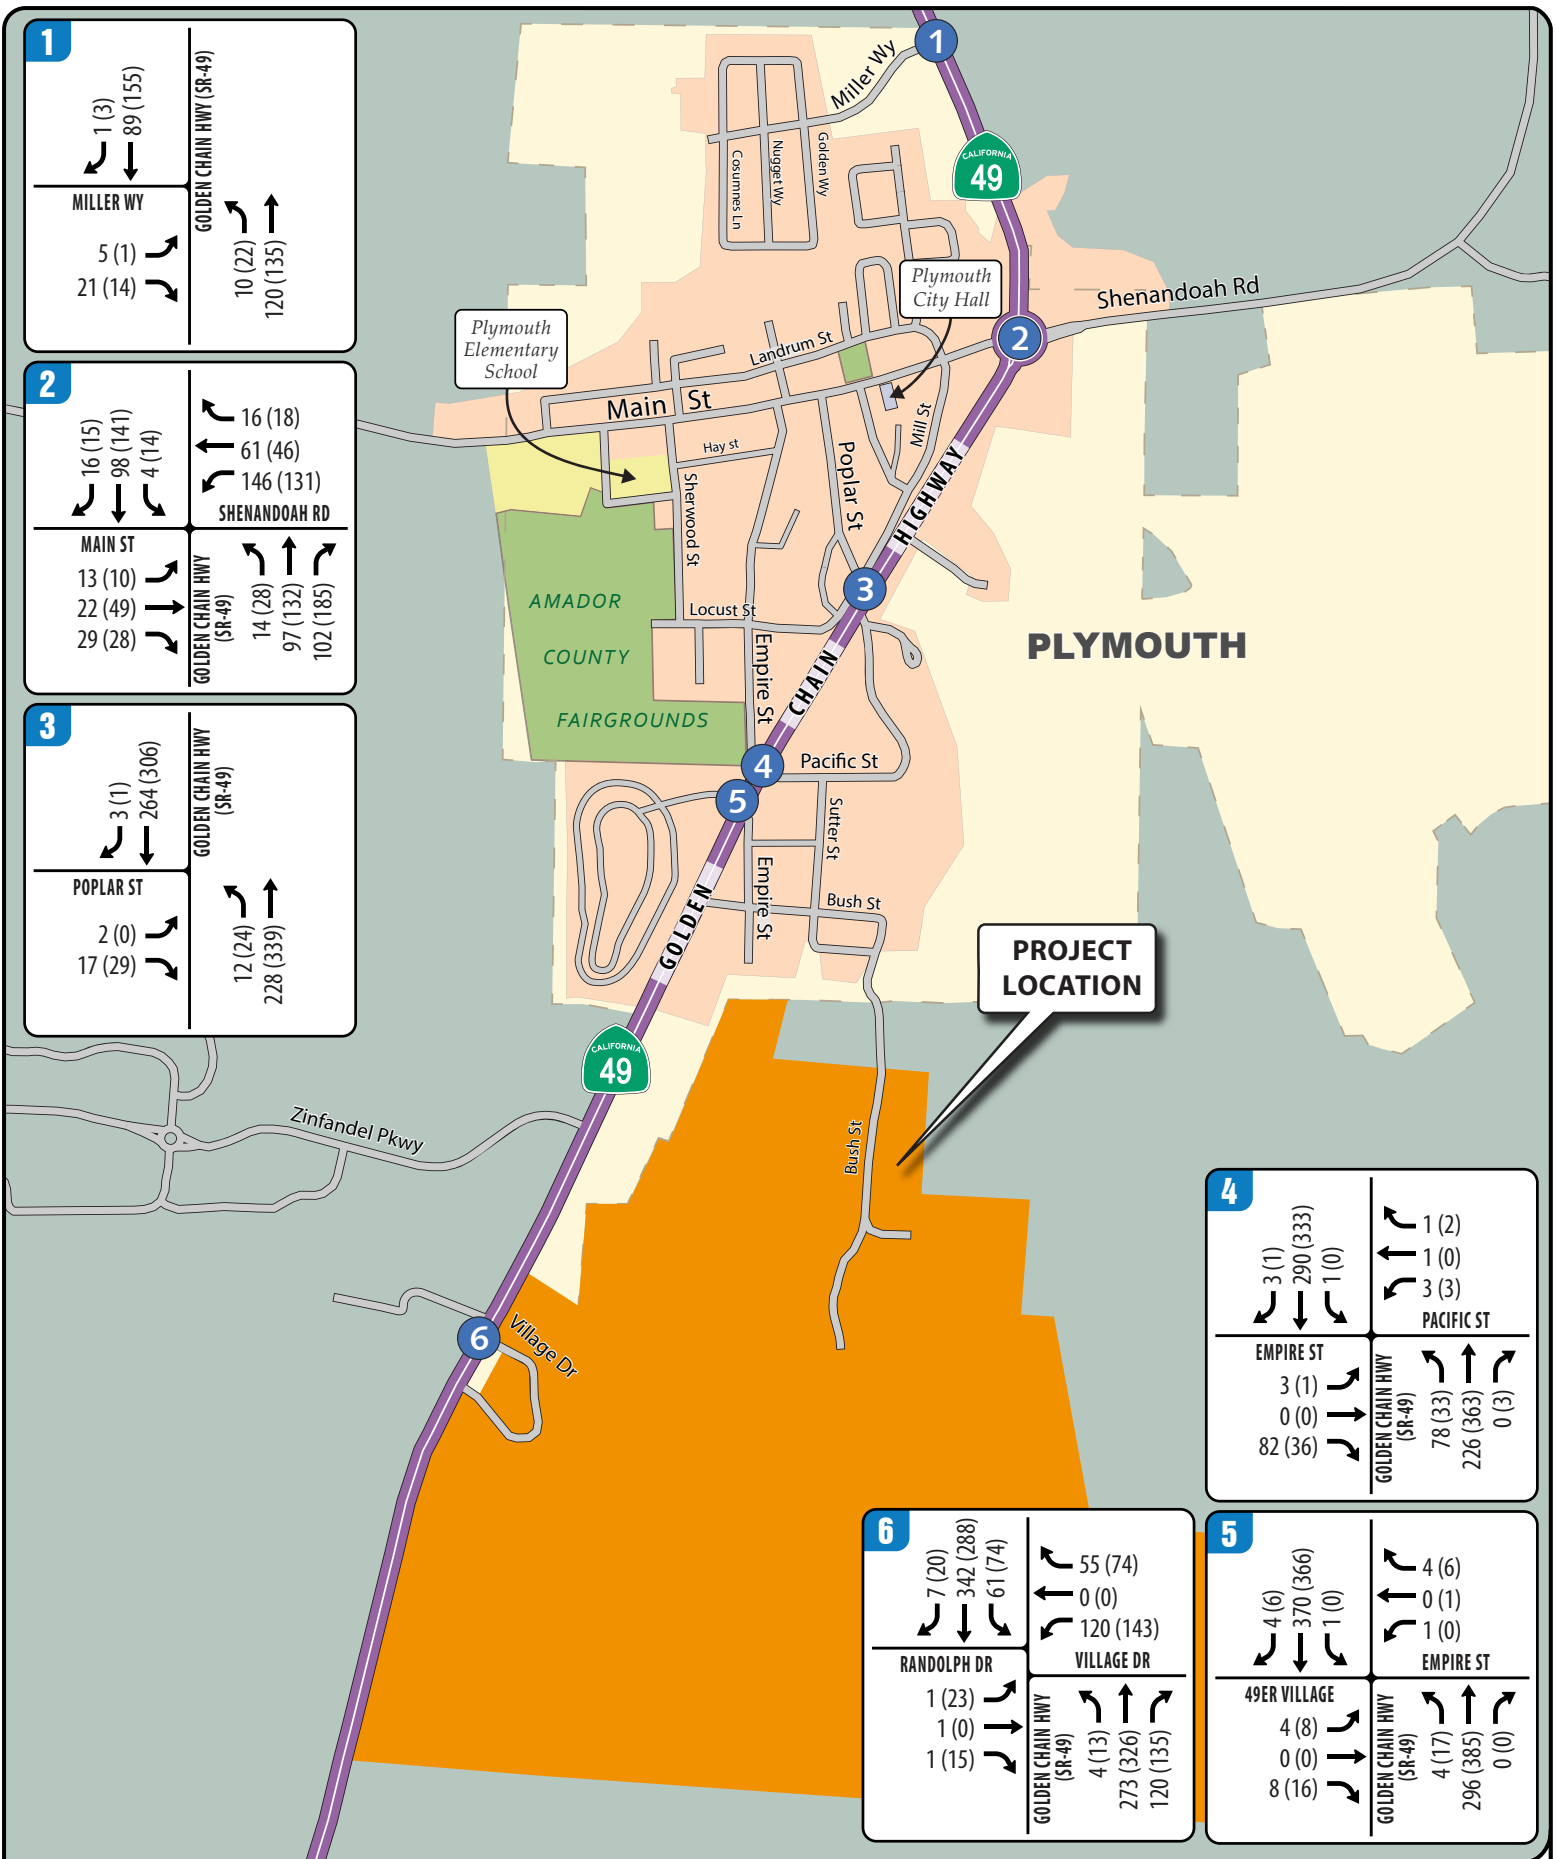 1
1 (3)
89 (155)
GOLDEN CHAIN HWY (SR-49)
MILLER WY
5 (1)
21 (14)
10 (22)
120 (135)
2
16 (15)
98 (141)
4 (14)
16 (18)
61 (46)
146 (131)
SHENANDOAH RD
MAIN ST
13 (10)
22 (49)
29 (28)
GOLDEN CHAIN HWY
(SR-49)
14 (28)
97 (132)
102 (185)
3
3 (1)
264 (306)
GOLDEN CHAIN HWY
(SR-49)
POPLAR ST
2 (0)
17 (29)
12 (24)
228 (339)
1
Miller Wy
Cosumnes Ln
Nugget Wy
Golden Wy
CALIFORNIA
49
Plymouth
City Hall
Shenandoah Rd
2
Plymouth
Elementary
School
Landrum St
Main St
Hay st
Mill St
Poplar St
Sherwood St
HIGHWAY
3
AMADOR
COUNTY
FAIRGROUNDS
Locust St
Empire St
CHAIN
PLYMOUTH
4
Pacific St
5
Sutter St
Empire St
Bush St
GOLDEN
PROJECT
LOCATION
CALIFORNIA
49
Zinfandel Pkwy
Bush St
6
Village Dr
4
3 (1)
290 (333)
1 (0)
1 (2)
1 (0)
3 (3)
PACIFIC ST
EMPIRE ST
3 (1)
0 (0)
82 (36)
GOLDEN CHAIN HWY
(SR-49)
78 (33)
226 (363)
0 (3)
6
7 (20)
342 (288)
61 (74)
55 (74)
0 (0)
120 (143)
VILLAGE DR
RANDOLPH DR
1 (23)
1 (0)
1 (15)
GOLDEN CHAIN HWY
(SR-49)
4 (13)
273 (326)
120 (135)
5
4 (6)
370 (366)
1 (0)
4 (6)
0 (1)
1 (0)
EMPIRE ST
49ER VILLAGE
4 (8)
0 (0)
8 (16)
GOLDEN CHAIN HWY
(SR-49)
4 (17)
296 (385)
0 (0)